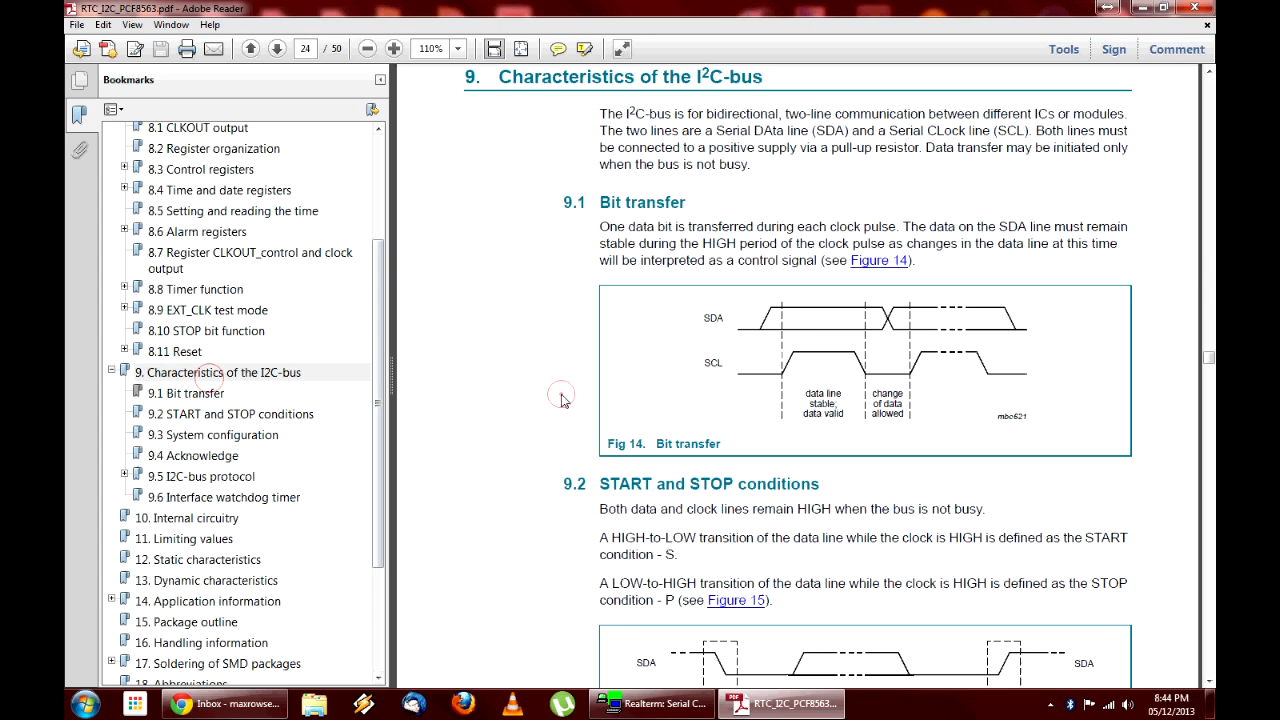 RTC_I2C_PCF8563.pdf - Adobe Reader
File Edit View Window Help
24 / 50 110% Tools Sign Comment
Bookmarks
8.1 CLKOUT output
8.2 Register organization
8.3 Control registers
8.4 Time and date registers
8.5 Setting and reading the time
8.6 Alarm registers
8.7 Register CLKOUT_control and clock
output
8.8 Timer function
8.9 EXT_CLK test mode
8.10 STOP bit function
8.11 Reset
9. Characteristics of the I2C-bus
9.1 Bit transfer
9.2 START and STOP conditions
9.3 System configuration
9.4 Acknowledge
9.5 I2C-bus protocol
9.6 Interface watchdog timer
10. Internal circuitry
11. Limiting values
12. Static characteristics
13. Dynamic characteristics
14. Application information
15. Package outline
16. Handling information
17. Soldering of SMD packages
18. Abbreviations
9. Characteristics of the I²C-bus
The I²C-bus is for bidirectional, two-line communication between different ICs or modules.
The two lines are a Serial DAta line (SDA) and a Serial CLock line (SCL). Both lines must
be connected to a positive supply via a pull-up resistor. Data transfer may be initiated only
when the bus is not busy.
9.1 Bit transfer
One data bit is transferred during each clock pulse. The data on the SDA line must remain
stable during the HIGH period of the clock pulse as changes in the data line at this time
will be interpreted as a control signal (see Figure 14).
SDA
SCL
data line
stable;
data valid
change
of data
allowed
mbc621
Fig 14. Bit transfer
9.2 START and STOP conditions
Both data and clock lines remain HIGH when the bus is not busy.
A HIGH-to-LOW transition of the data line while the clock is HIGH is defined as the START
condition - S.
A LOW-to-HIGH transition of the data line while the clock is HIGH is defined as the STOP
condition - P (see Figure 15).
SDA SDA
Inbox - maxrowse... Realterm: Serial C... RTC_I2C_PCF8563... 8:44 PM
05/12/2013